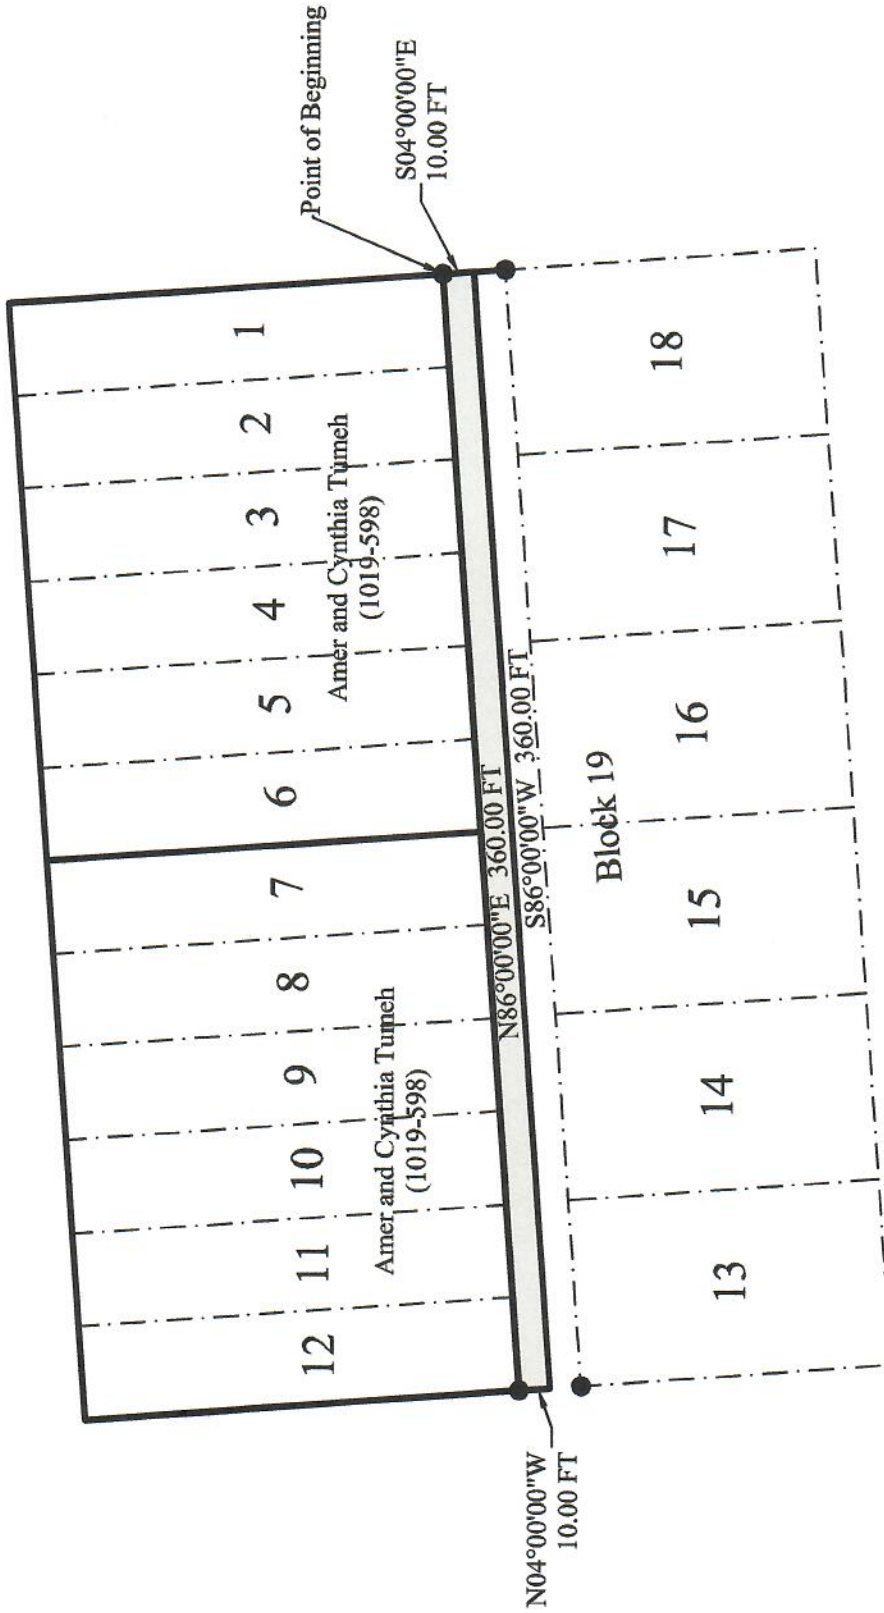 Point of Beginning
S04°00'00"E
10.00 FT
1
2
3
4
5
6
7
8
9
10
11
12
Amer and Cynthia Tumeh
(1019-598)
Amer and Cynthia Tumeh
(1019-598)
N86°00'00"E 360.00 FT
S86°00'00"W 360.00 FT
Block 19
18
17
16
15
14
13
N04°00'00"W
10.00 FT